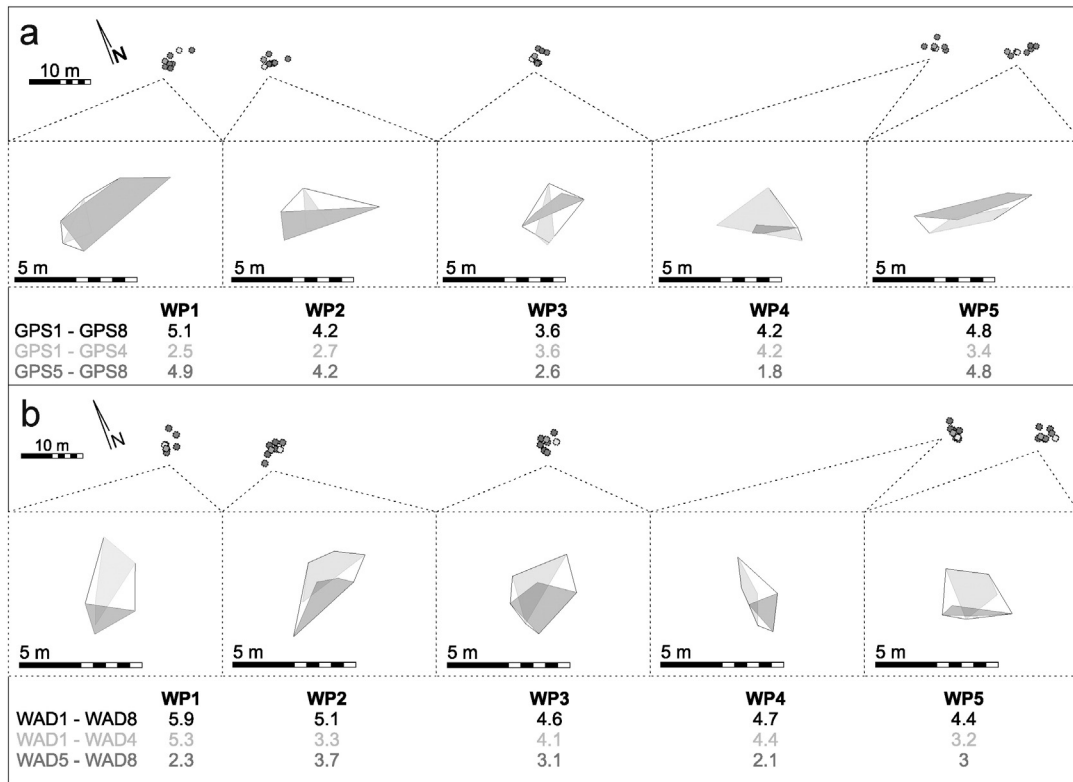 a
N
10 m
5 m 5 m 5 m 5 m 5 m
WP1 WP2 WP3 WP4 WP5
GPS1 - GPS8 5.1 4.2 3.6 4.2 4.8
GPS1 - GPS4 2.5 2.7 3.6 4.2 3.4
GPS5 - GPS8 4.9 4.2 2.6 1.8 4.8
b
N
10 m
5 m 5 m 5 m 5 m 5 m
WP1 WP2 WP3 WP4 WP5
WAD1 - WAD8 5.9 5.1 4.6 4.7 4.4
WAD1 - WAD4 5.3 3.3 4.1 4.4 3.2
WAD5 - WAD8 2.3 3.7 3.1 2.1 3